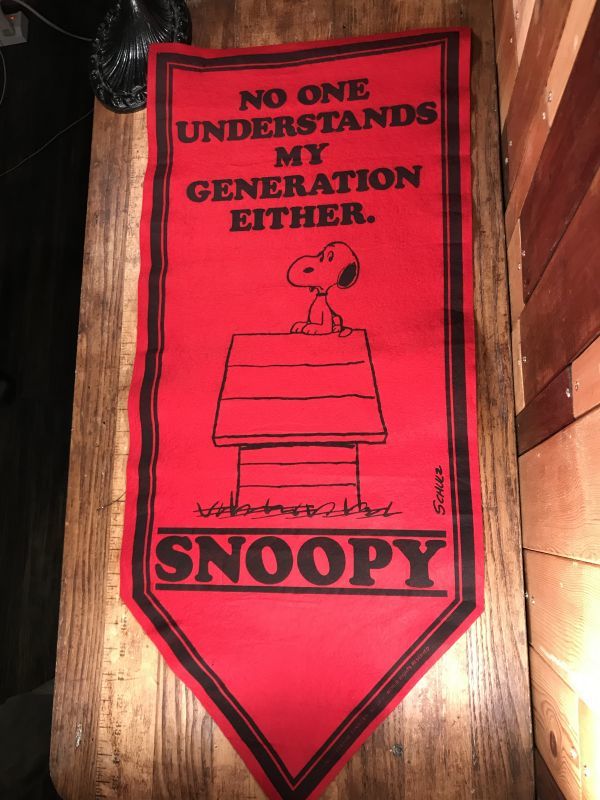 NO ONE
UNDERSTANDS
MY
GENERATION
EITHER.
SCHULZ
SNOOPY